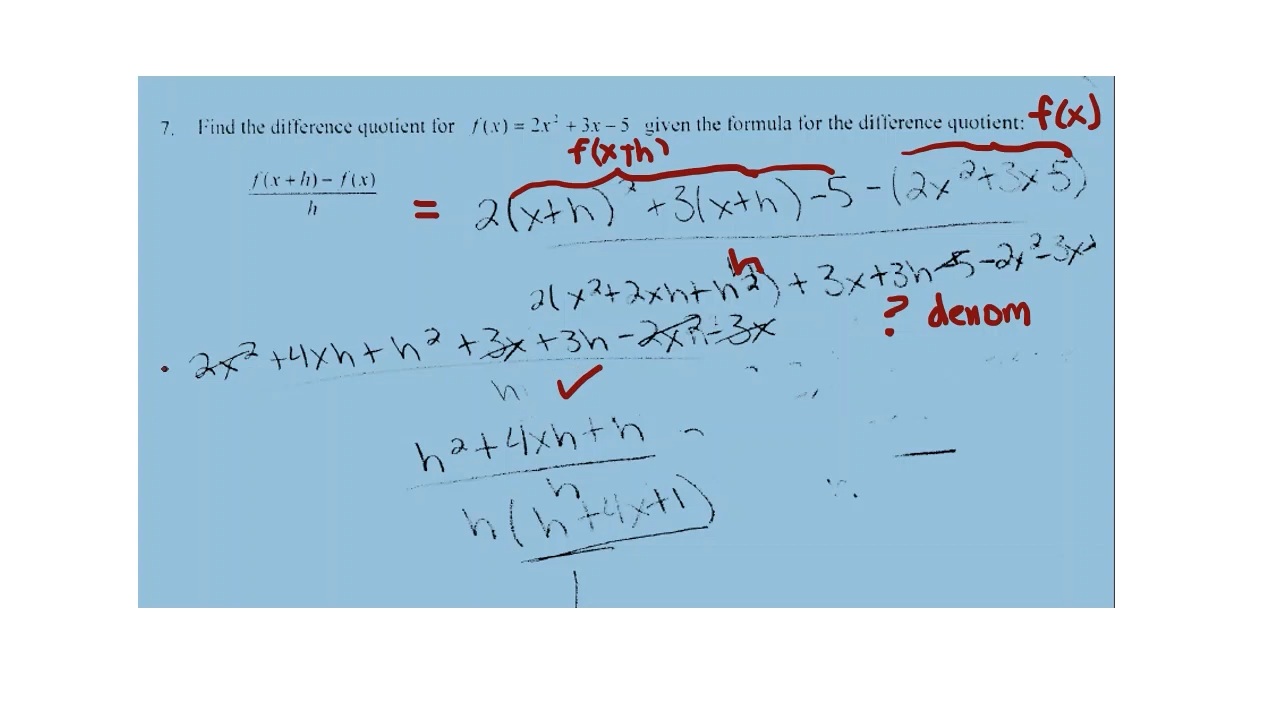 7. Find the difference quotient for f(x) = 2x² + 3x – 5 given the formula for the difference quotient: f(x)
f(x+h)
f(x + h) – f(x)
h
= 2(x+h)² +3(x+h) -5 -(2x²+3x-5)
h
2(x²+2xh+h²) + 3x+3h-5-2x²-3x
? denom
2x² +4xh+h² +3x+3h-2x²-3x
h ✓
h²+4xh+h
h
h(h+4x+1)